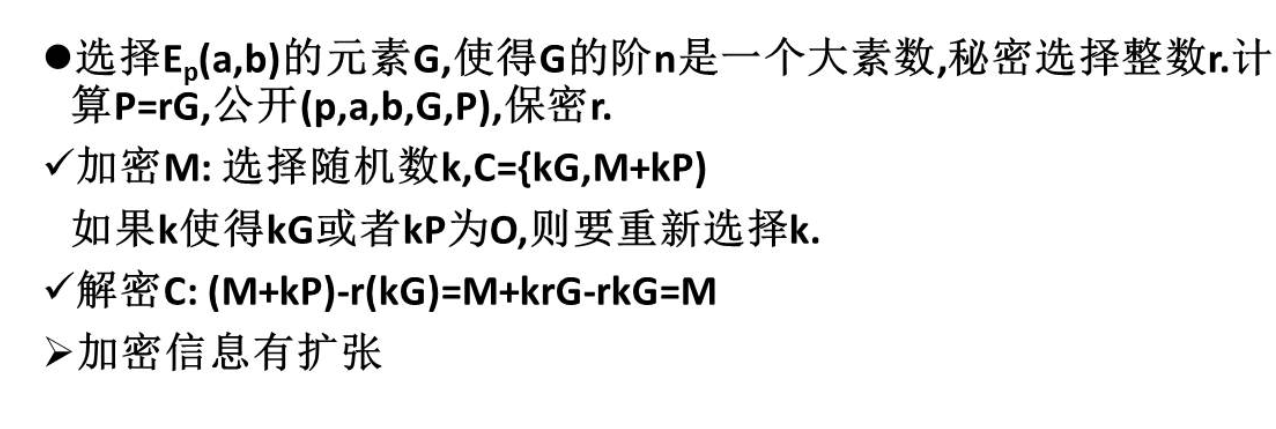 ●选择Ep(a,b)的元素G,使得G的阶n是一个大素数,秘密选择整数r.计
算P=rG,公开(p,a,b,G,P),保密r.
✓加密M: 选择随机数k,C={kG,M+kP)
如果k使得kG或者kP为O,则要重新选择k.
✓解密C: (M+kP)-r(kG)=M+krG-rkG=M
➢加密信息有扩张